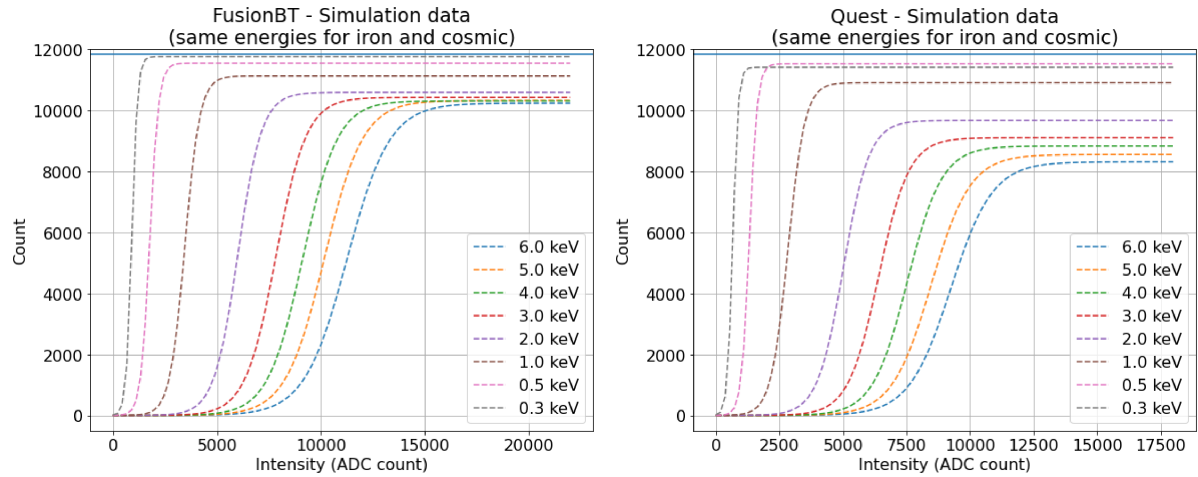 FusionBT - Simulation data
(same energies for iron and cosmic)
12000
10000
8000
6000
4000
2000
0
Count
0
5000
10000
15000
20000
Intensity (ADC count)
6.0 keV
5.0 keV
4.0 keV
3.0 keV
2.0 keV
1.0 keV
0.5 keV
0.3 keV
Quest - Simulation data
(same energies for iron and cosmic)
12000
10000
8000
6000
4000
2000
0
Count
0
2500
5000
7500
10000
12500
15000
17500
Intensity (ADC count)
6.0 keV
5.0 keV
4.0 keV
3.0 keV
2.0 keV
1.0 keV
0.5 keV
0.3 keV